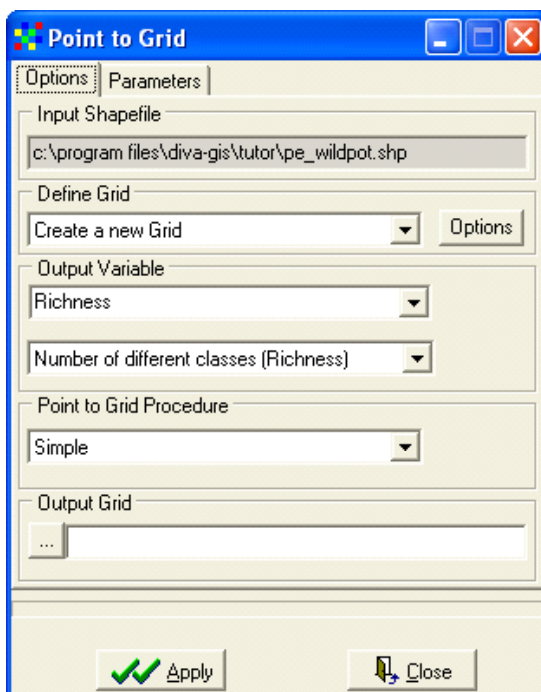 Point to Grid
Options Parameters
Input Shapefile
c:\program files\diva-gis\tutor\pe_wildpot.shp
Define Grid
Create a new Grid Options
Output Variable
Richness
Number of different classes (Richness)
Point to Grid Procedure
Simple
Output Grid
...
Apply Close